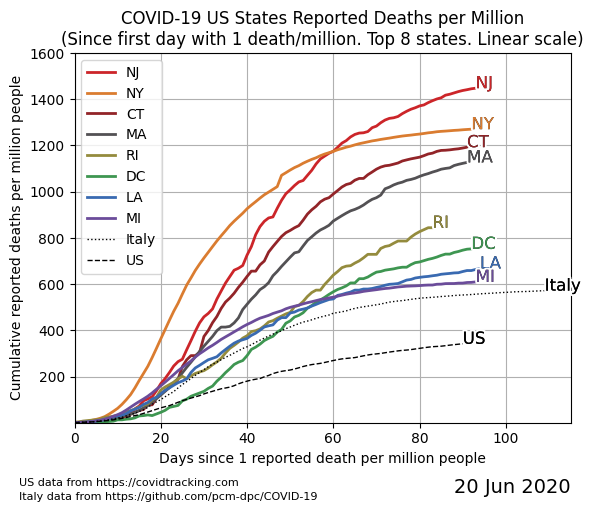 COVID-19 US States Reported Deaths per Million
(Since first day with 1 death/million. Top 8 states. Linear scale)
Cumulative reported deaths per million people
1600
1400
1200
1000
800
600
400
200
NJ
NY
CT
MA
RI
DC
LA
MI
Italy
US
NJ
NY
CT
MA
RI
DC
LA
MI
Italy
US
0 20 40 60 80 100
Days since 1 reported death per million people
US data from https://covidtracking.com
Italy data from https://github.com/pcm-dpc/COVID-19
20 Jun 2020